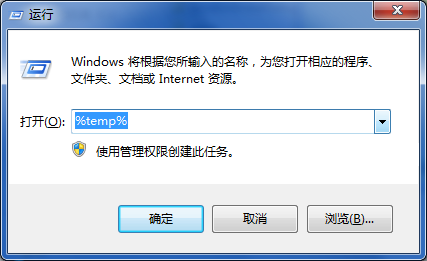 运行
Windows 将根据您所输入的名称，为您打开相应的程序、
文件夹、文档或 Internet 资源。
打开(O): %temp%
使用管理权限创建此任务。
确定 取消 浏览(B)...